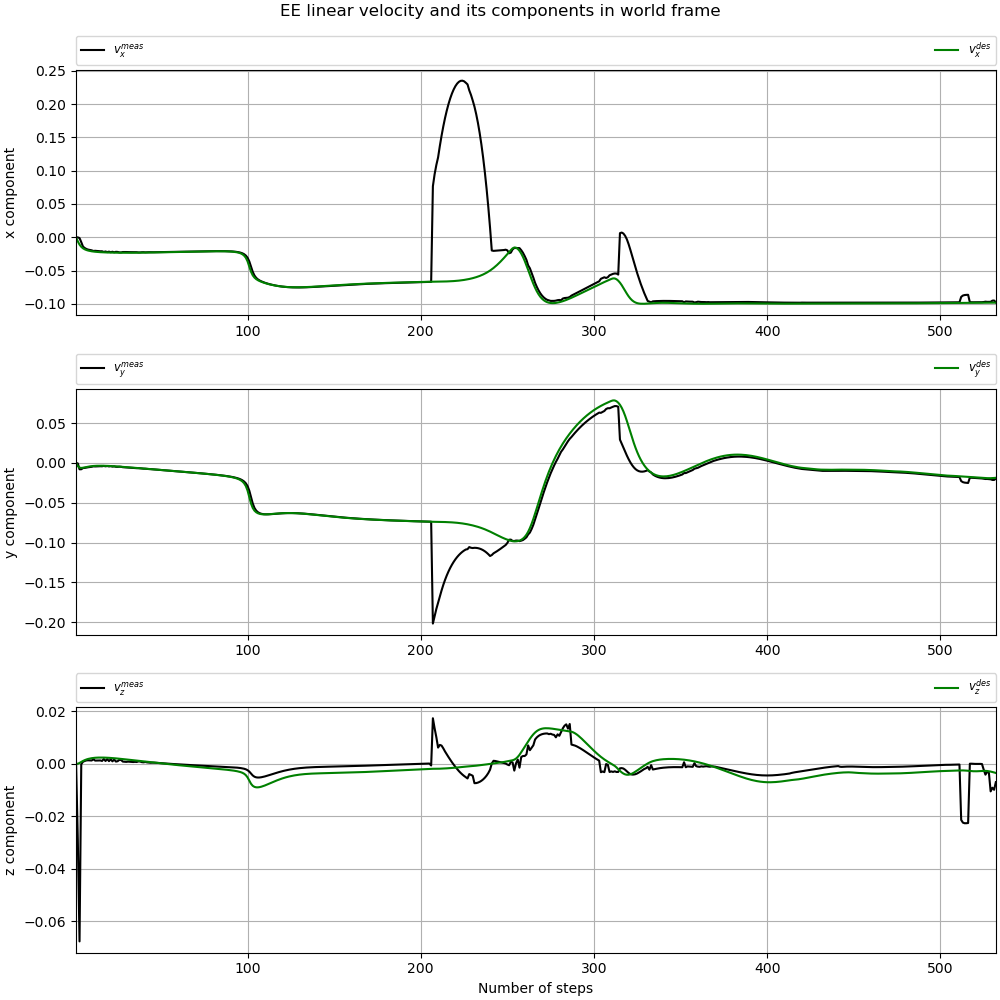 EE linear velocity and its components in world frame
v_x^{meas} v_x^{des}
0.25
0.20
0.15
0.10
0.05
0.00
−0.05
−0.10
x component
100 200 300 400 500
v_y^{meas} v_y^{des}
0.05
0.00
−0.05
−0.10
−0.15
−0.20
y component
100 200 300 400 500
v_z^{meas} v_z^{des}
0.02
0.00
−0.02
−0.04
−0.06
z component
100 200 300 400 500
Number of steps